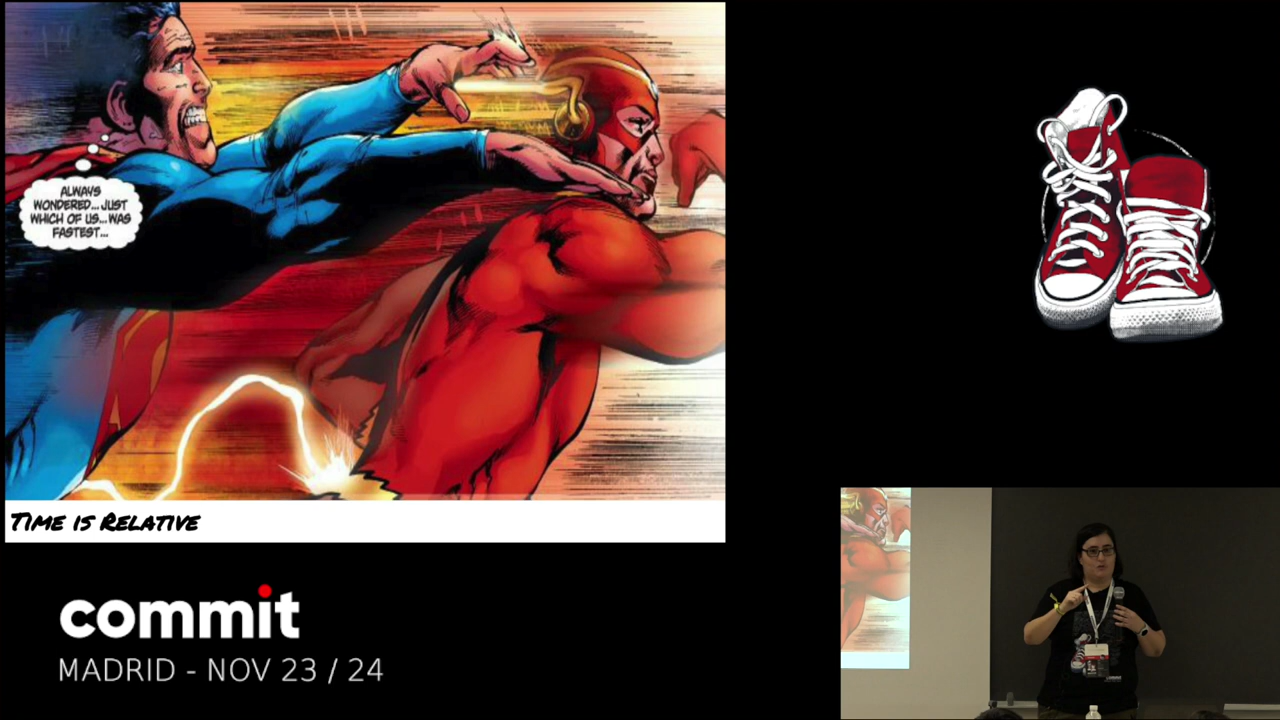 ALWAYS
WONDERED...JUST
WHICH OF US...WAS
FASTEST...
TIME IS RELATIVE
commit
MADRID - NOV 23 / 24